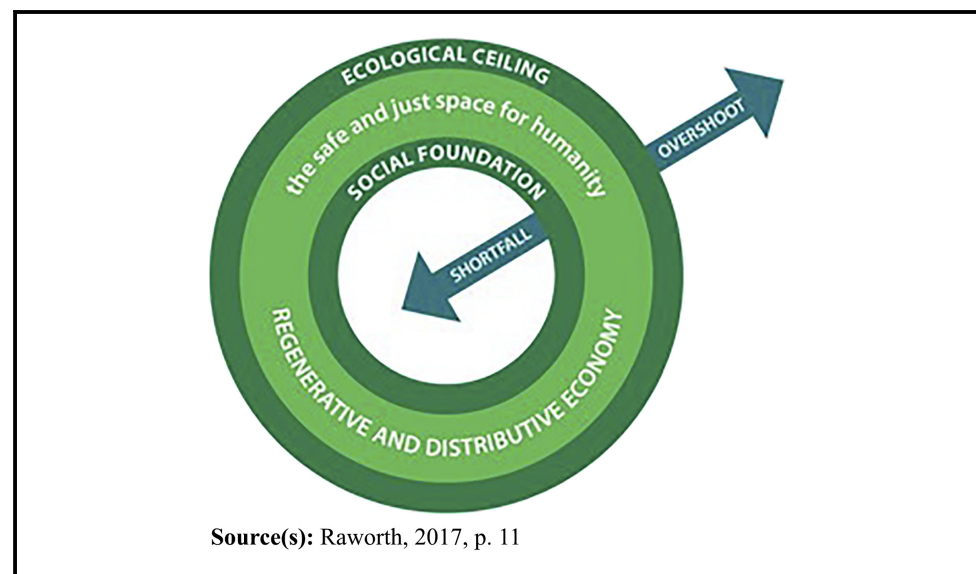 ECOLOGICAL CEILING
the safe and just space for humanity
SOCIAL FOUNDATION
OVERSHOOT
SHORTFALL
REGENERATIVE AND DISTRIBUTIVE ECONOMY
Source(s): Raworth, 2017, p. 11